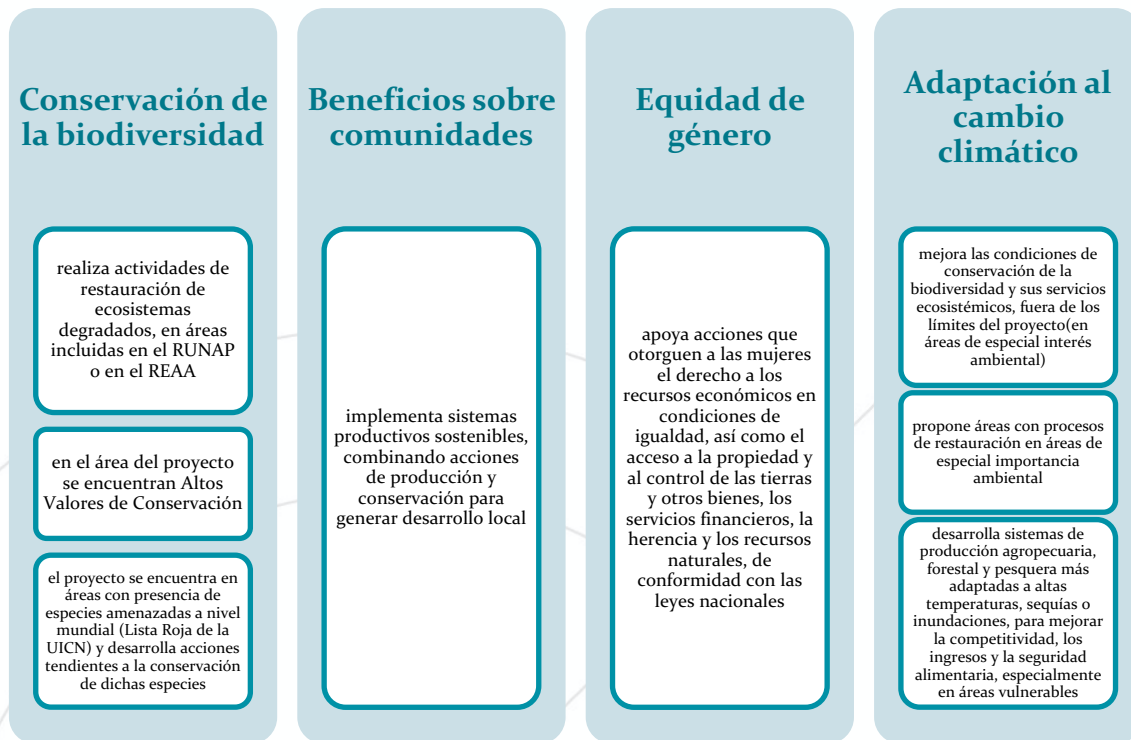 Conservación de
la biodiversidad
realiza actividades de
restauración de
ecosistemas
degradados, en áreas
incluidas en el RUNAP
o en el REAA
en el área del proyecto
se encuentran Altos
Valores de Conservación
el proyecto se encuentra en
áreas con presencia de
especies amenazadas a nivel
mundial (Lista Roja de la
UICN) y desarrolla acciones
tendientes a la conservación
de dichas especies
Beneficios sobre
comunidades
implementa sistemas
productivos sostenibles,
combinando acciones
de producción y
conservación para
generar desarrollo local
Equidad de
género
apoya acciones que
otorguen a las mujeres
el derecho a los
recursos económicos en
condiciones de
igualdad, así como el
acceso a la propiedad y
al control de las tierras
y otros bienes, los
servicios financieros, la
herencia y los recursos
naturales, de
conformidad con las
leyes nacionales
Adaptación al
cambio
climático
mejora las condiciones de
conservación de la
biodiversidad y sus servicios
ecosistémicos, fuera de los
límites del proyecto(en
áreas de especial interés
ambiental)
propone áreas con procesos
de restauración en áreas de
especial importancia
ambiental
desarrolla sistemas de
producción agropecuaria,
forestal y pesquera más
adaptadas a altas
temperaturas, sequías o
inundaciones, para mejorar
la competitividad, los
ingresos y la seguridad
alimentaria, especialmente
en áreas vulnerables